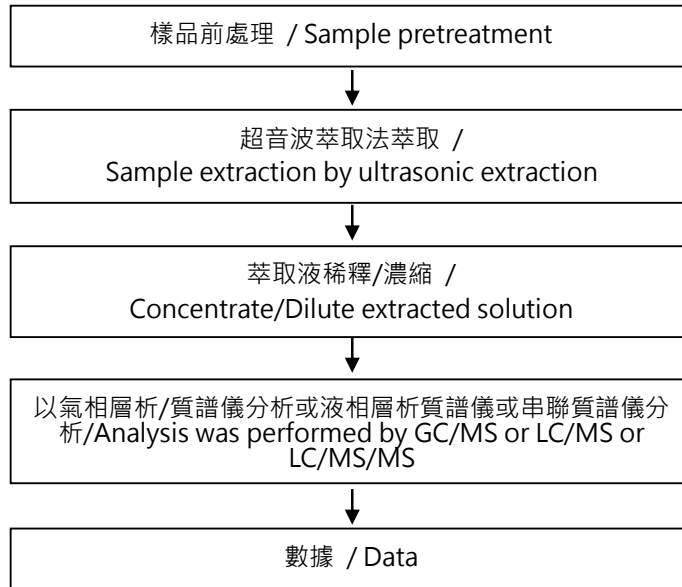 樣品前處理 / Sample pretreatment
超音波萃取法萃取 /
Sample extraction by ultrasonic extraction
萃取液稀釋/濃縮 /
Concentrate/Dilute extracted solution
以氣相層析/質譜儀分析或液相層析質譜儀或串聯質譜儀分
析/Analysis was performed by GC/MS or LC/MS or
LC/MS/MS
數據 / Data